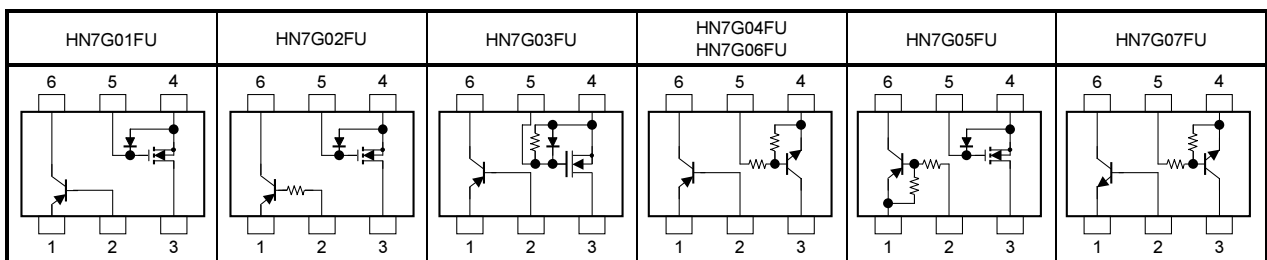 HN7G01FU
HN7G02FU
HN7G03FU
HN7G04FU
HN7G06FU
HN7G05FU
HN7G07FU
6 5 4
1 2 3
6 5 4
1 2 3
6 5 4
1 2 3
6 5 4
1 2 3
6 5 4
1 2 3
6 5 4
1 2 3